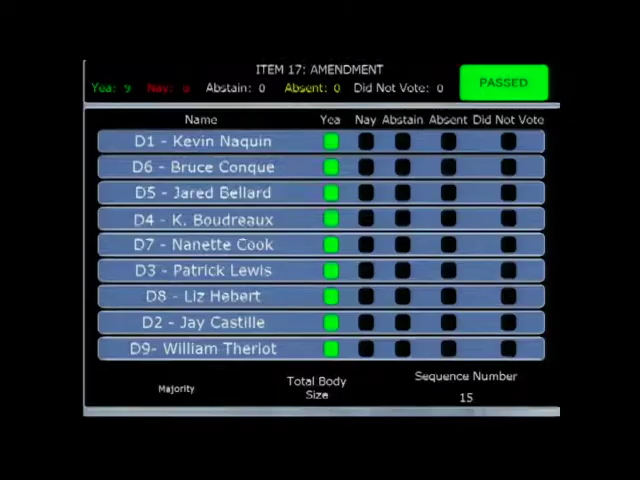 ITEM 17: AMENDMENT
Yea: 9 Nay: 0 Abstain: 0 Absent: 0 Did Not Vote: 0 PASSED
Name Yea Nay Abstain Absent Did Not Vote
D1 - Kevin Naquin
D6 - Bruce Conque
D5 - Jared Bellard
D4 - K. Boudreaux
D7 - Nanette Cook
D3 - Patrick Lewis
D8 - Liz Hebert
D2 - Jay Castille
D9- William Theriot
Majority
Total Body
Size
Sequence Number
15